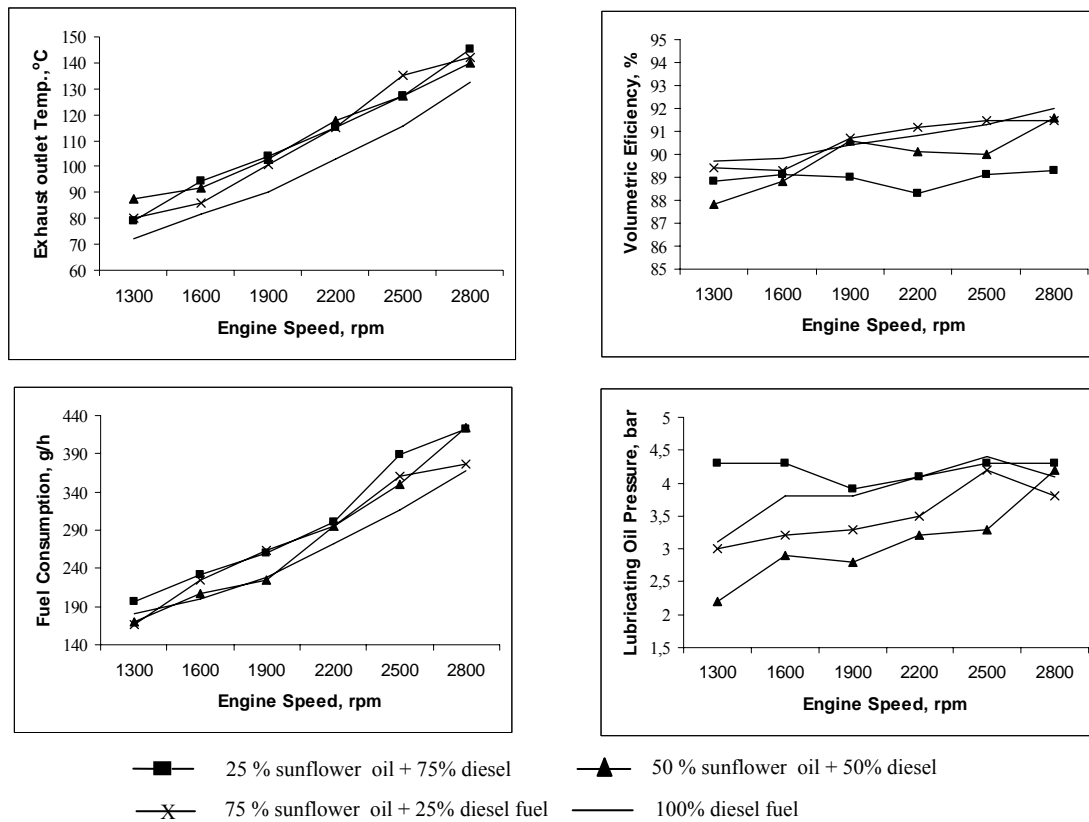 Exhaust outlet Temp.,ºC
150
140
130
120
110
100
90
80
70
60
1300 1600 1900 2200 2500 2800
Engine Speed, rpm
Volumetric Eficiency, %
95
94
93
92
91
90
89
88
87
86
85
1300 1600 1900 2200 2500 2800
Engine Speed, rpm
Fuel Consumption, g/h
440
390
340
290
240
190
140
1300 1600 1900 2200 2500 2800
Engine Speed, rpm
Lubricating Oil Pressure, bar
5
4,5
4
3,5
3
2,5
2
1,5
1300 1600 1900 2200 2500 2800
Engine Speed, rpm
25 % sunflower oil + 75% diesel
50 % sunflower oil + 50% diesel
75 % sunflower oil + 25% diesel fuel
100% diesel fuel